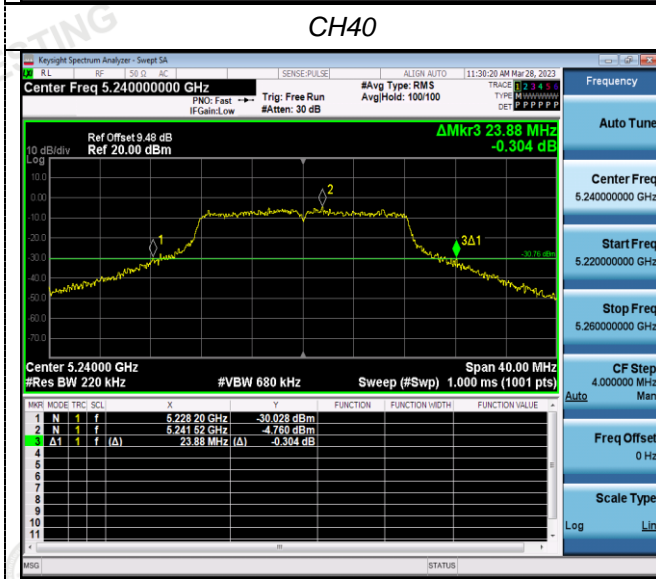 TESTING
CH40
Keysight Spectrum Analyzer - Swept SA
RL RF 50 Ω AC SENSE:PULSE ALIGN AUTO 11:30:20 AM Mar 28, 2023
Center Freq 5.240000000 GHz #Avg Type: RMS TRACE 1 2 3 4 5 6
PNO: Fast Trig: Free Run Avg|Hold: 100/100 TYPE M W W W W W
IFGain:Low #Atten: 30 dB DET P P P P P P
ΔMkr3 23.88 MHz
-0.304 dB
Ref Offset 9.48 dB
10 dB/div Ref 20.00 dBm
Log
10.0
0.00
-10.0
-20.0
-30.0
-40.0
-50.0
-60.0
-70.0
1
2
3Δ1
-30.76 dBm
Center 5.24000 GHz Span 40.00 MHz
#Res BW 220 kHz #VBW 680 kHz Sweep (#Swp) 1.000 ms (1001 pts)
MKR MODE TRC SCL X Y FUNCTION FUNCTION WIDTH FUNCTION VALUE
1 N 1 f 5.228 20 GHz -30.028 dBm
2 N 1 f 5.241 52 GHz -4.760 dBm
3 Δ1 1 f (Δ) 23.88 MHz (Δ) -0.304 dB
4
5
6
7
8
9
10
11
MSG STATUS
Frequency
Auto Tune
Center Freq
5.240000000 GHz
Start Freq
5.220000000 GHz
Stop Freq
5.260000000 GHz
CF Step
4.000000 MHz
Auto Man
Freq Offset
0 Hz
Scale Type
Log Lin